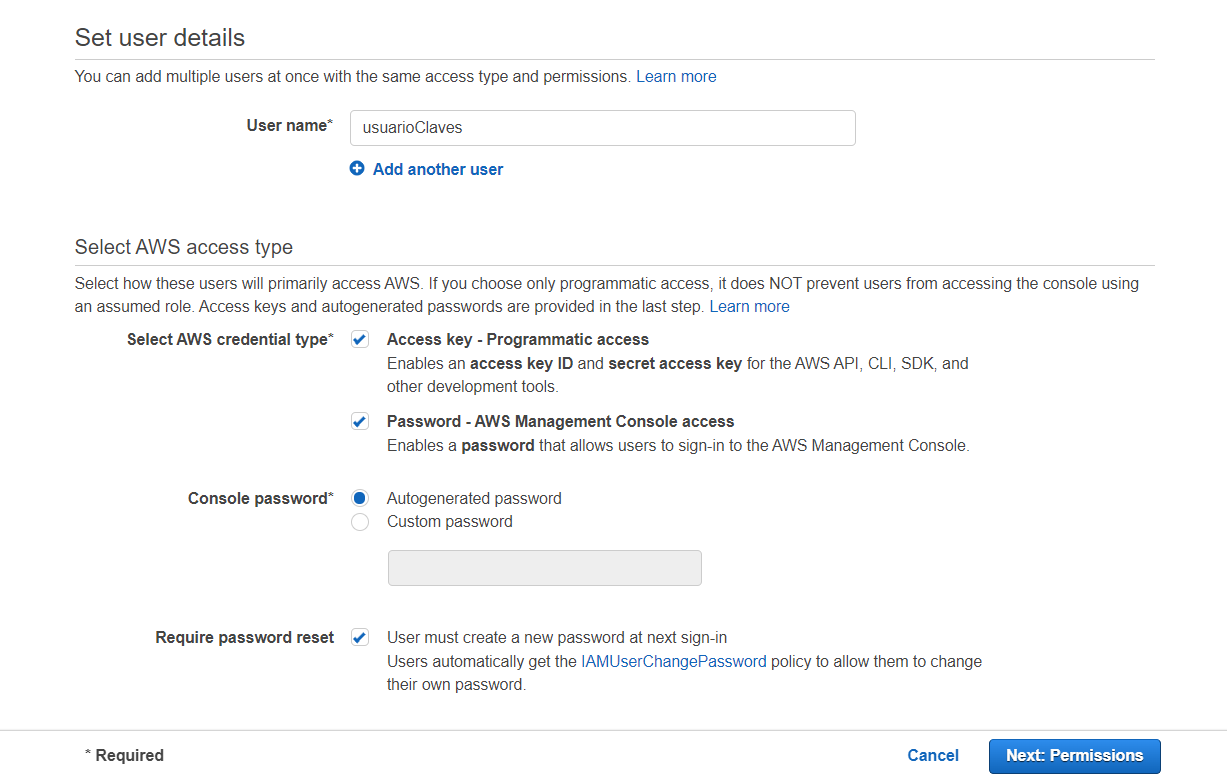 Set user details
You can add multiple users at once with the same access type and permissions. Learn more
User name* usuarioClaves
Add another user
Select AWS access type
Select how these users will primarily access AWS. If you choose only programmatic access, it does NOT prevent users from accessing the console using
an assumed role. Access keys and autogenerated passwords are provided in the last step. Learn more
Select AWS credential type* Access key - Programmatic access
Enables an access key ID and secret access key for the AWS API, CLI, SDK, and
other development tools.
Password - AWS Management Console access
Enables a password that allows users to sign-in to the AWS Management Console.
Console password* Autogenerated password
Custom password
Require password reset User must create a new password at next sign-in
Users automatically get the IAMUserChangePassword policy to allow them to change
their own password.
* Required Cancel Next: Permissions